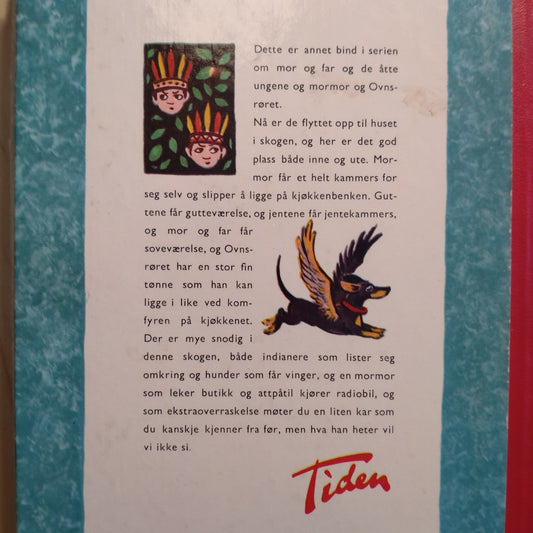 Dette er annet bind i serien
om mor og far og de åtte
ungene og mormor og Ovns-
røret.
Nå er de flyttet opp til huset
i skogen, og her er det god
plass både inne og ute. Mor-
mor får et helt kammers for
seg selv og slipper å ligge på kjøkkenbenken. Gut-
tene får gutteværelse, og jentene får jentekammers,
og mor og far får
soveværelse, og Ovns-
røret har en stor fin
tønne som han kan
ligge i like ved kom-
fyren på kjøkkenet.
Der er mye snodig i
denne skogen, både indianere som lister seg
omkring og hunder som får vinger, og en mormor
som leker butikk og attpåtil kjører radiobil, og
som ekstraoverraskelse møter du en liten kar som
du kanskje kjenner fra før, men hva han heter vil
vi ikke si.
Tiden